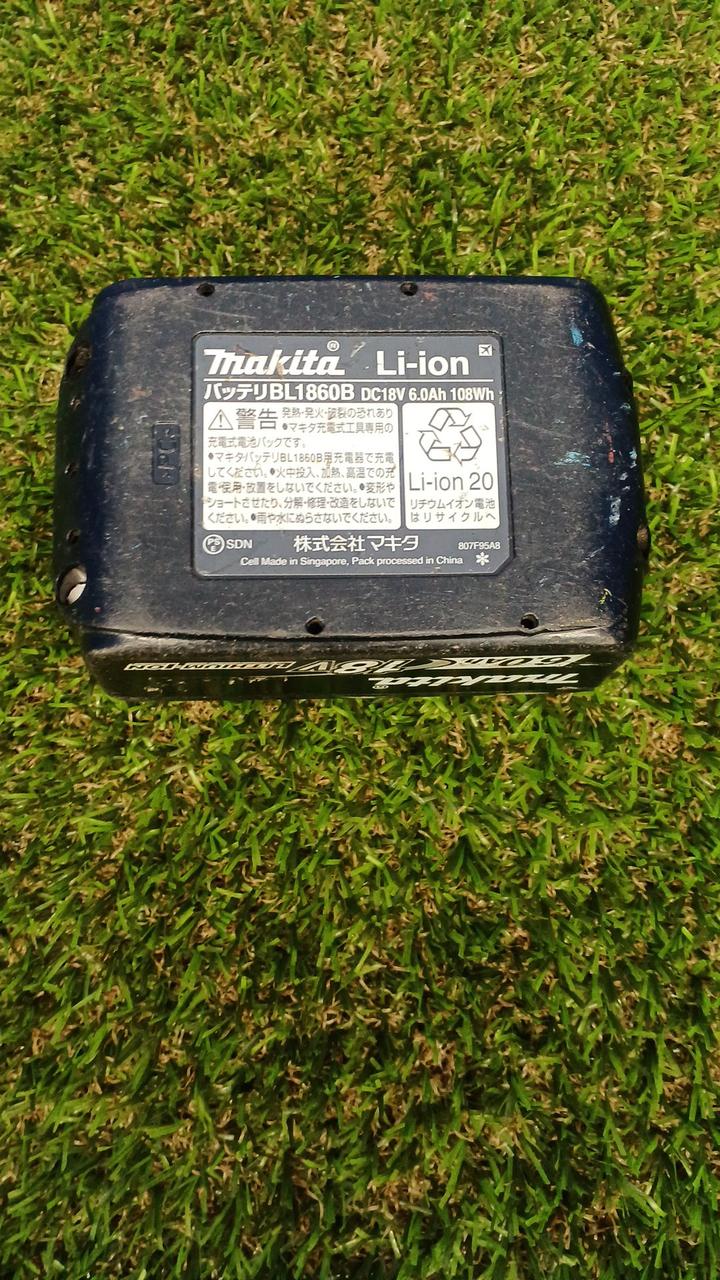 makita® Li-ion
バッテリBL1860B DC18V 6.0Ah 108Wh
警告 発熱・発火・破裂の恐れあり
●マキタ充電式工具専用の
充電式電池パックです。
●マキタバッテリBL1860B用充電器で充電
してください。●火中投入、加熱、高温での充
電・使用・放置をしないでください。●変形や
ショートさせたり、分解・修理・改造をしないで
ください。●雨や水にぬらさないでください。
Li-ion 20
リチウムイオン電池
はリサイクルへ
PSE SDN 株式会社マキタ 807F95A8
Cell Made in Singapore, Pack processed in China
makita®
6.0Ah 18V LITHIUM-ION